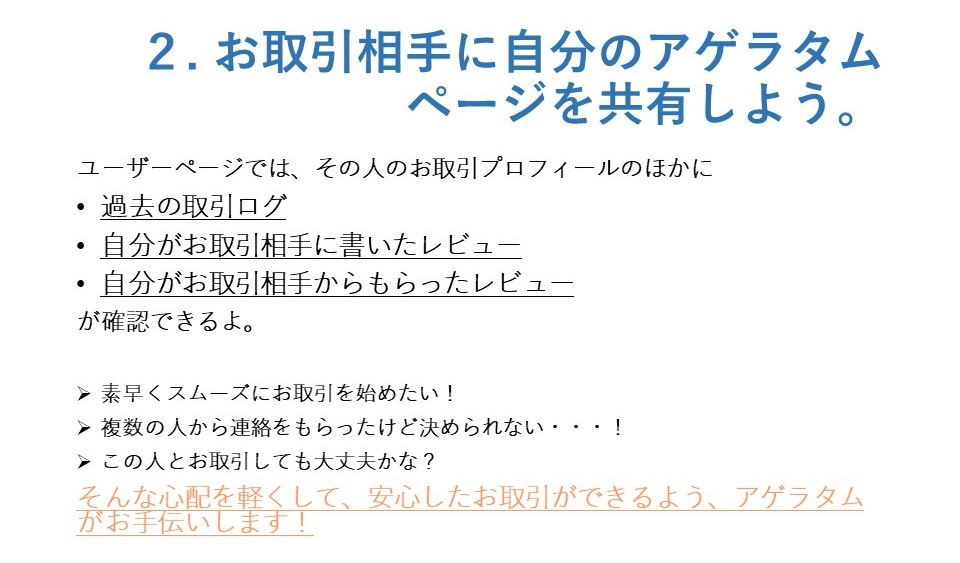 ２. お取引相手に自分のアゲラタム
ページを共有しよう。
ユーザーページでは、その人のお取引プロフィールのほかに
• 過去の取引ログ
• 自分がお取引相手に書いたレビュー
• 自分がお取引相手からもらったレビュー
が確認できるよ。
➢ 素早くスムーズにお取引を始めたい！
➢ 複数の人から連絡をもらったけど決められない・・・！
➢ この人とお取引しても大丈夫かな？
そんな心配を軽くして、安心したお取引ができるよう、アゲラタム
がお手伝いします！